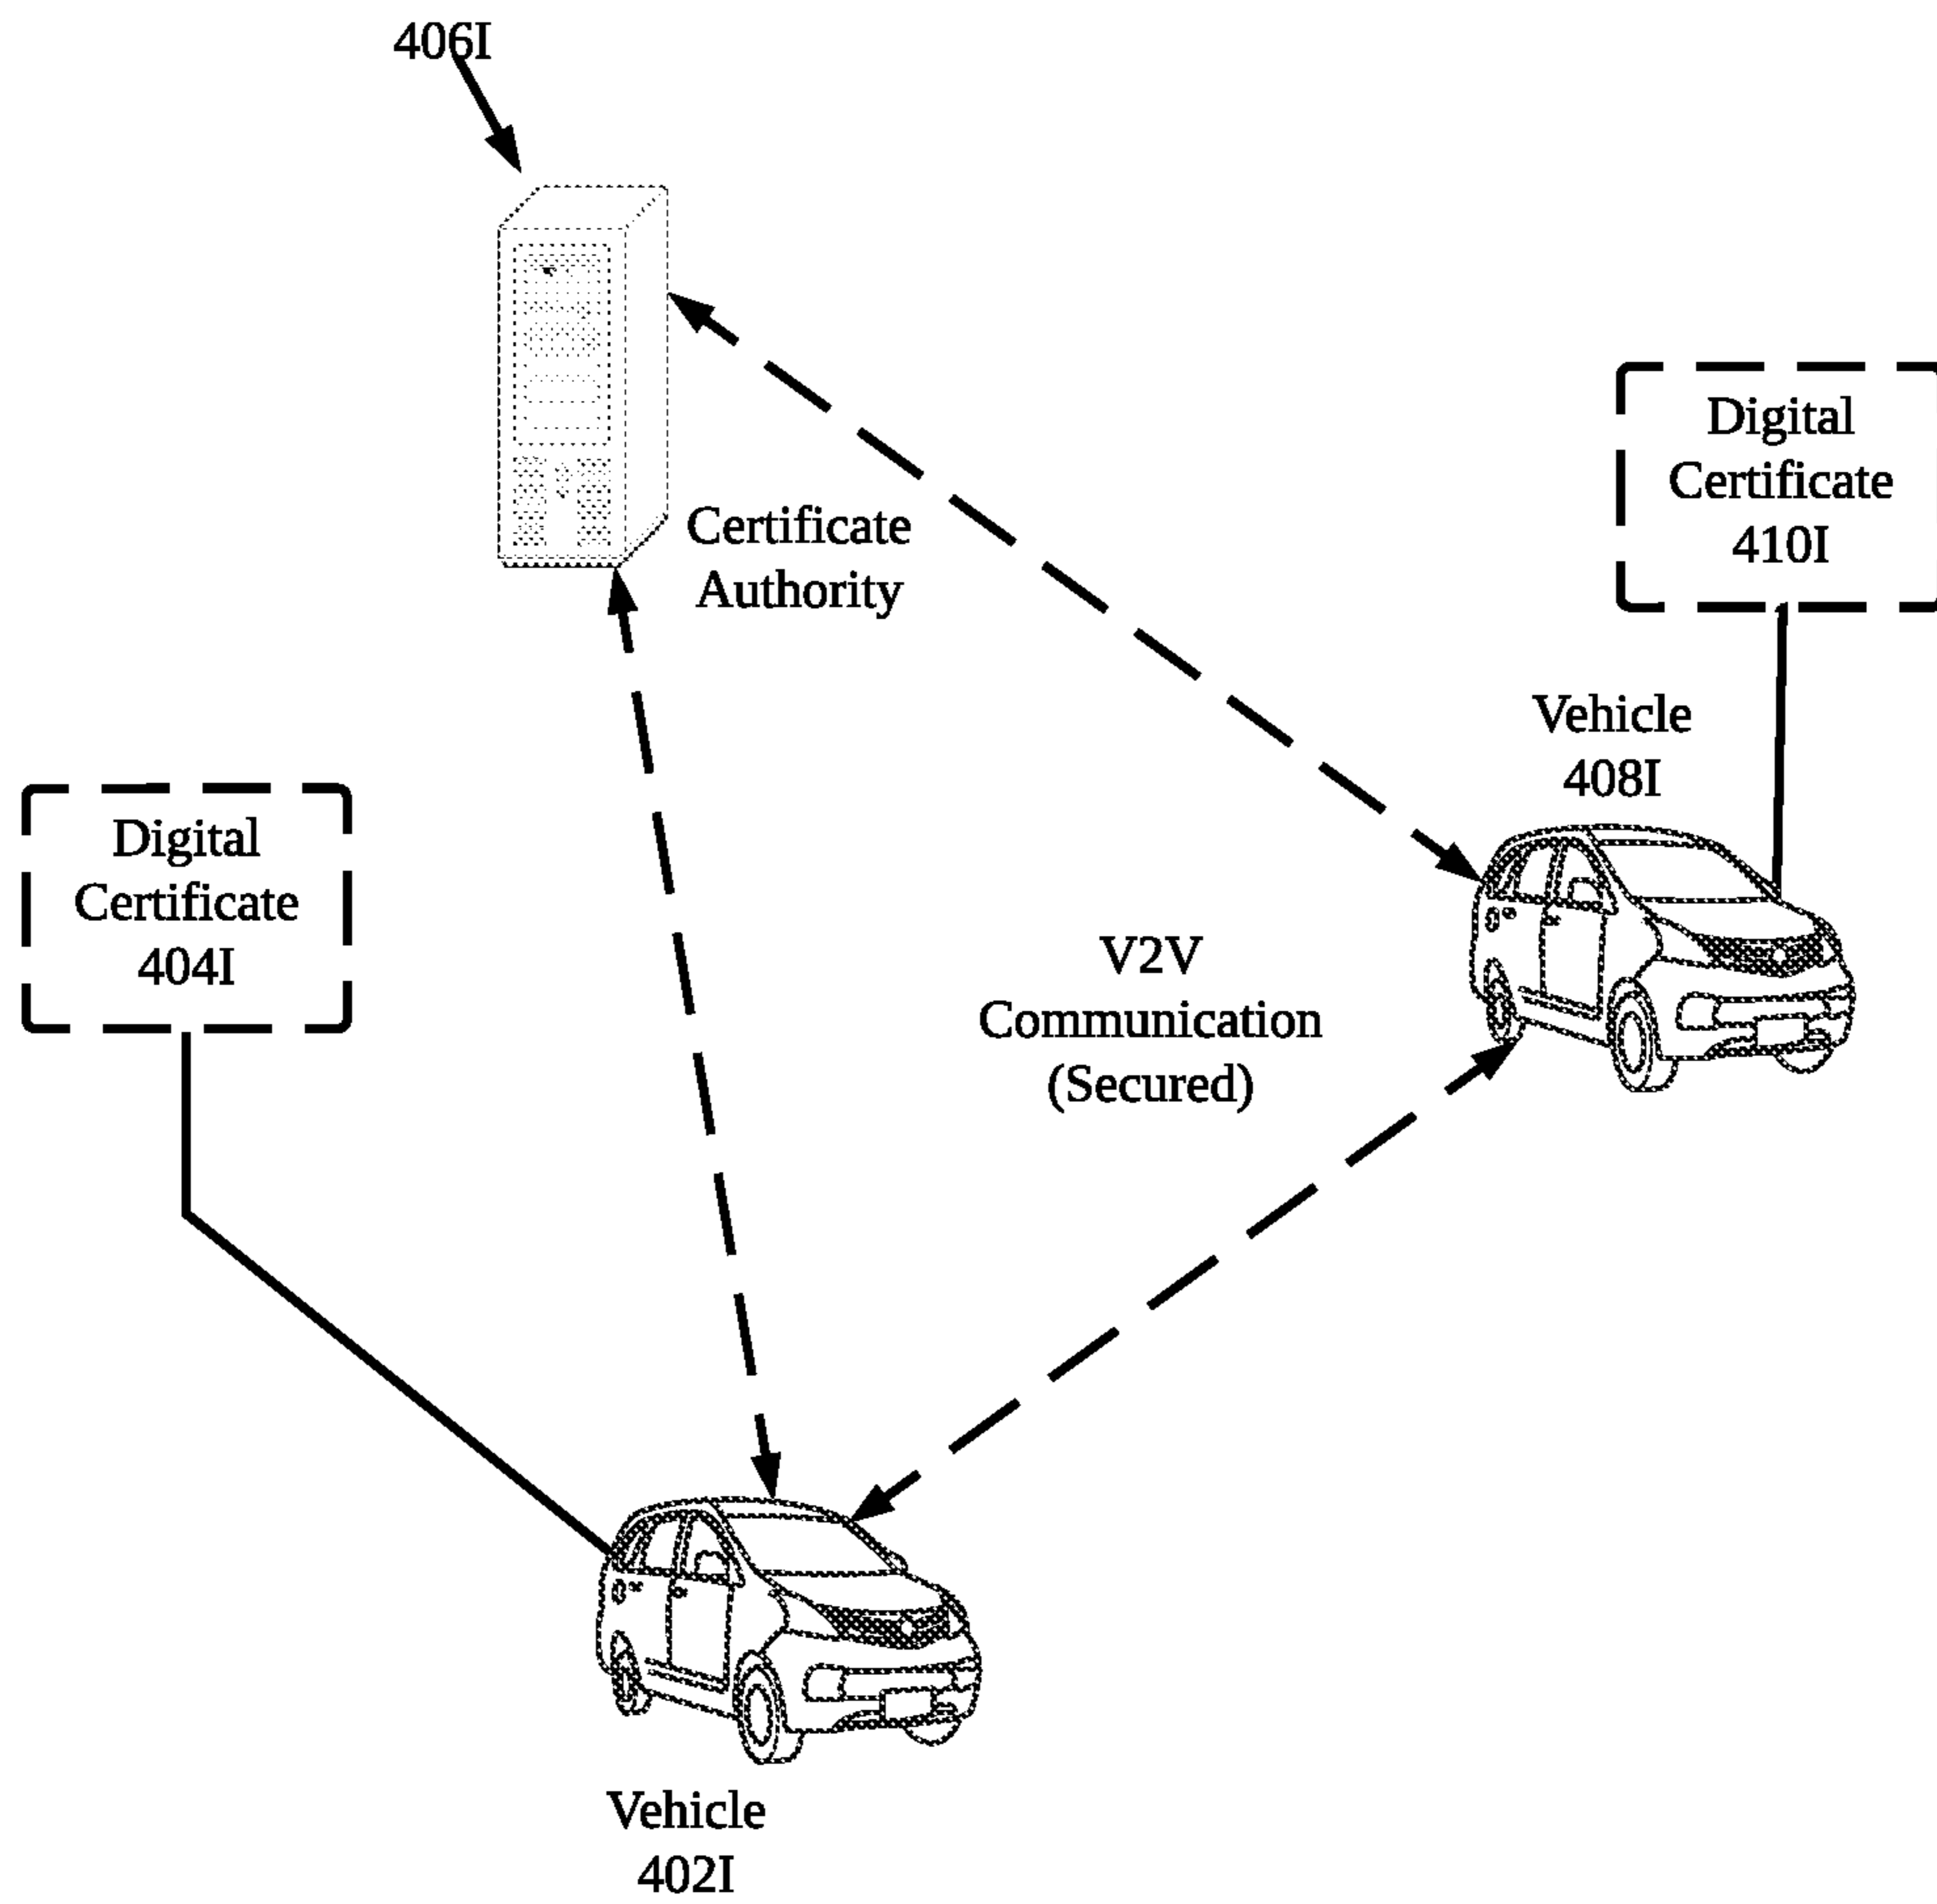 406I
Certificate
Authority
Digital
Certificate
410I
Vehicle
408I
Digital
Certificate
404I
V2V
Communication
(Secured)
Vehicle
402I